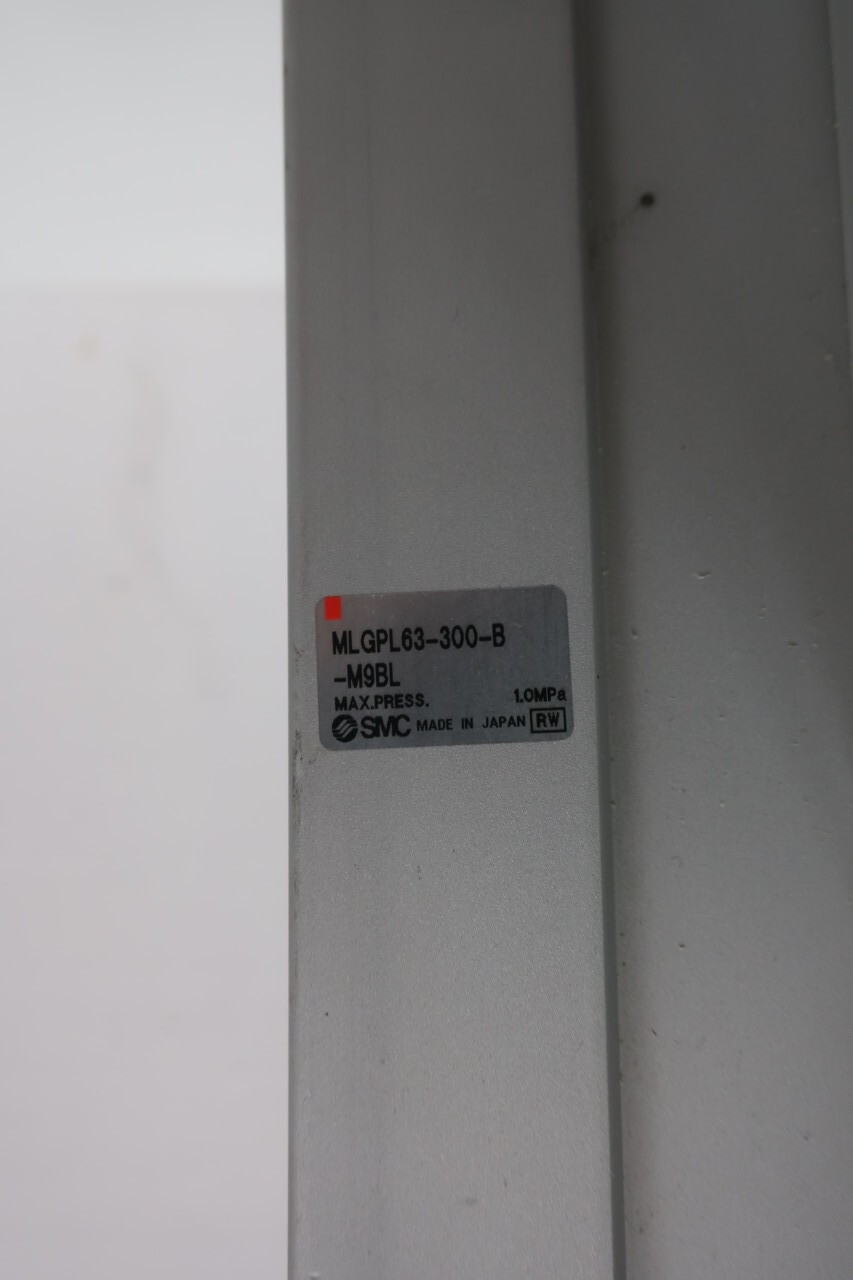 MLGPL63-300-B
-M9BL
MAX.PRESS. 1.0MPa
SMC MADE IN JAPAN RW